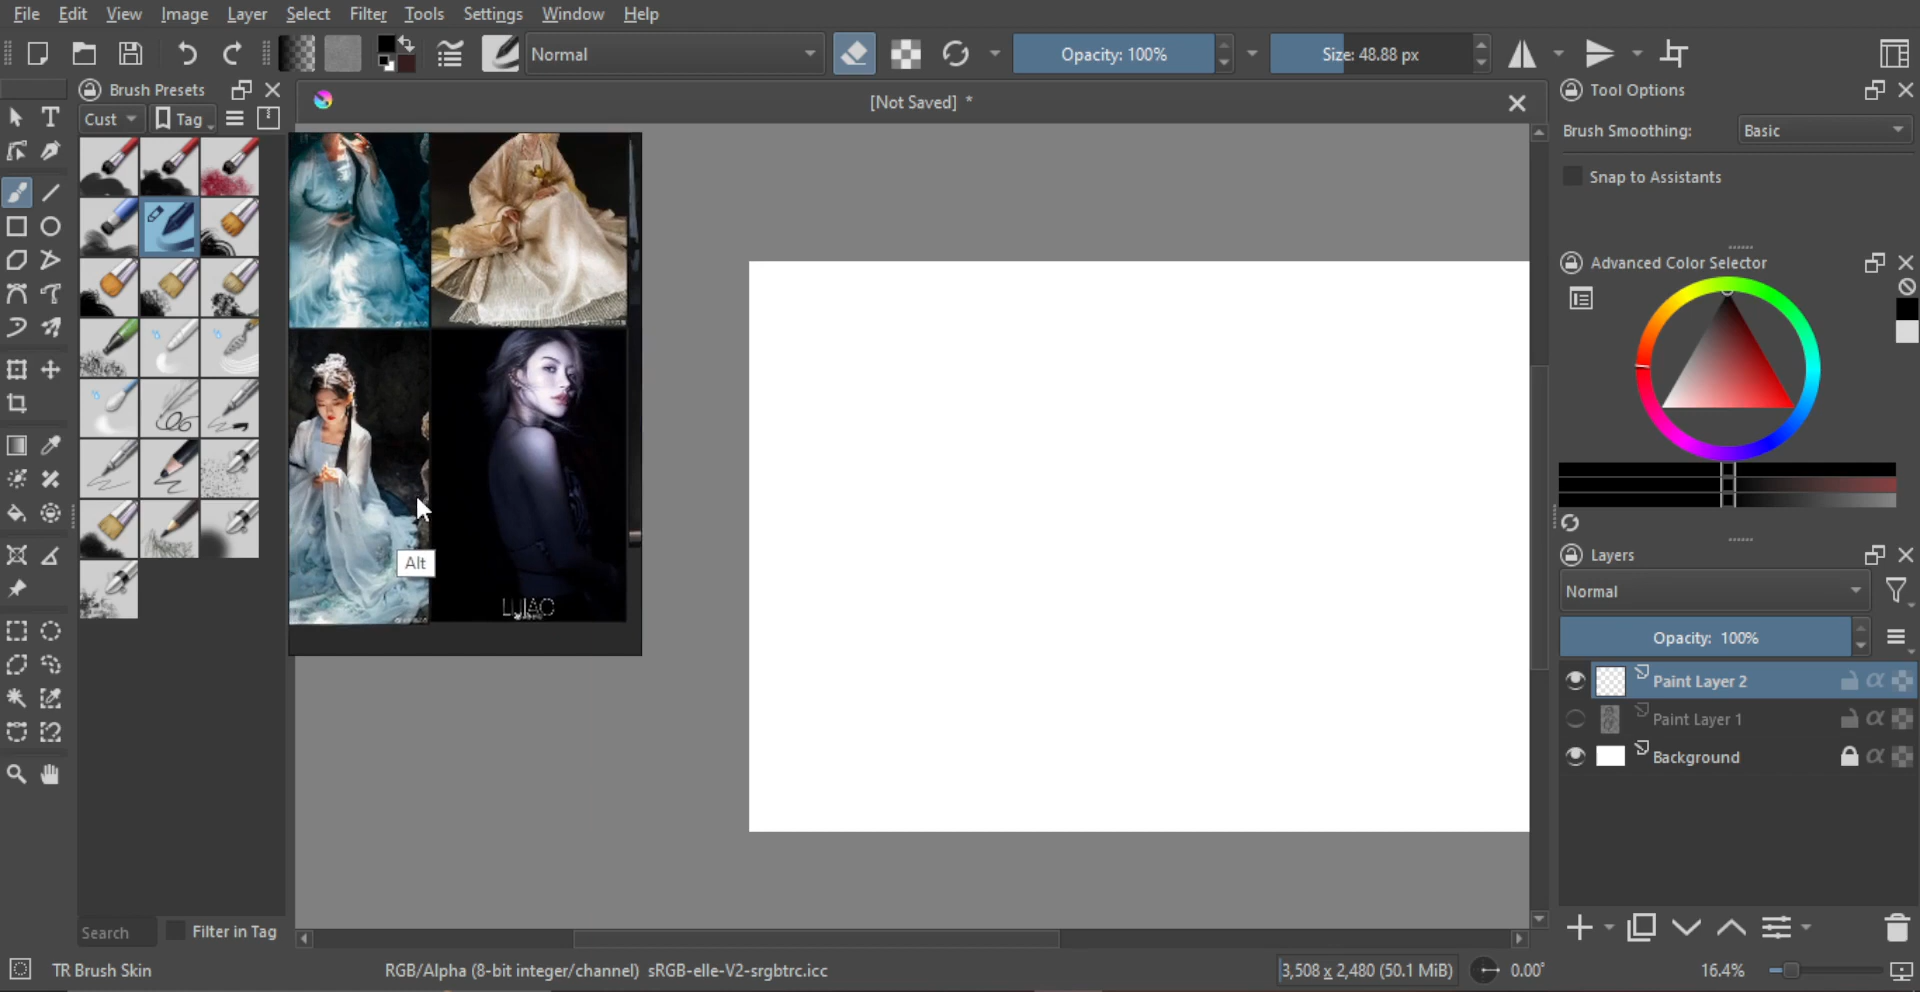 File Edit View Image Layer Select Filter Tools Settings Window Help
Normal Opacity: 100% Size: 48.88 px
Brush Presets [Not Saved] * Tool Options
Cust Tag
Brush Smoothing: Basic
Snap to Assistants
Advanced Color Selector
Alt
LUJAO
Layers
Normal
Opacity: 100%
Paint Layer 2 α
Paint Layer 1 α
Background α
Search Filter in Tag
TR Brush Skin RGB/Alpha (8-bit integer/channel) sRGB-elle-V2-srgbtrc.icc 3,508 x 2,480 (50.1 MiB) 0.00° 16.4%